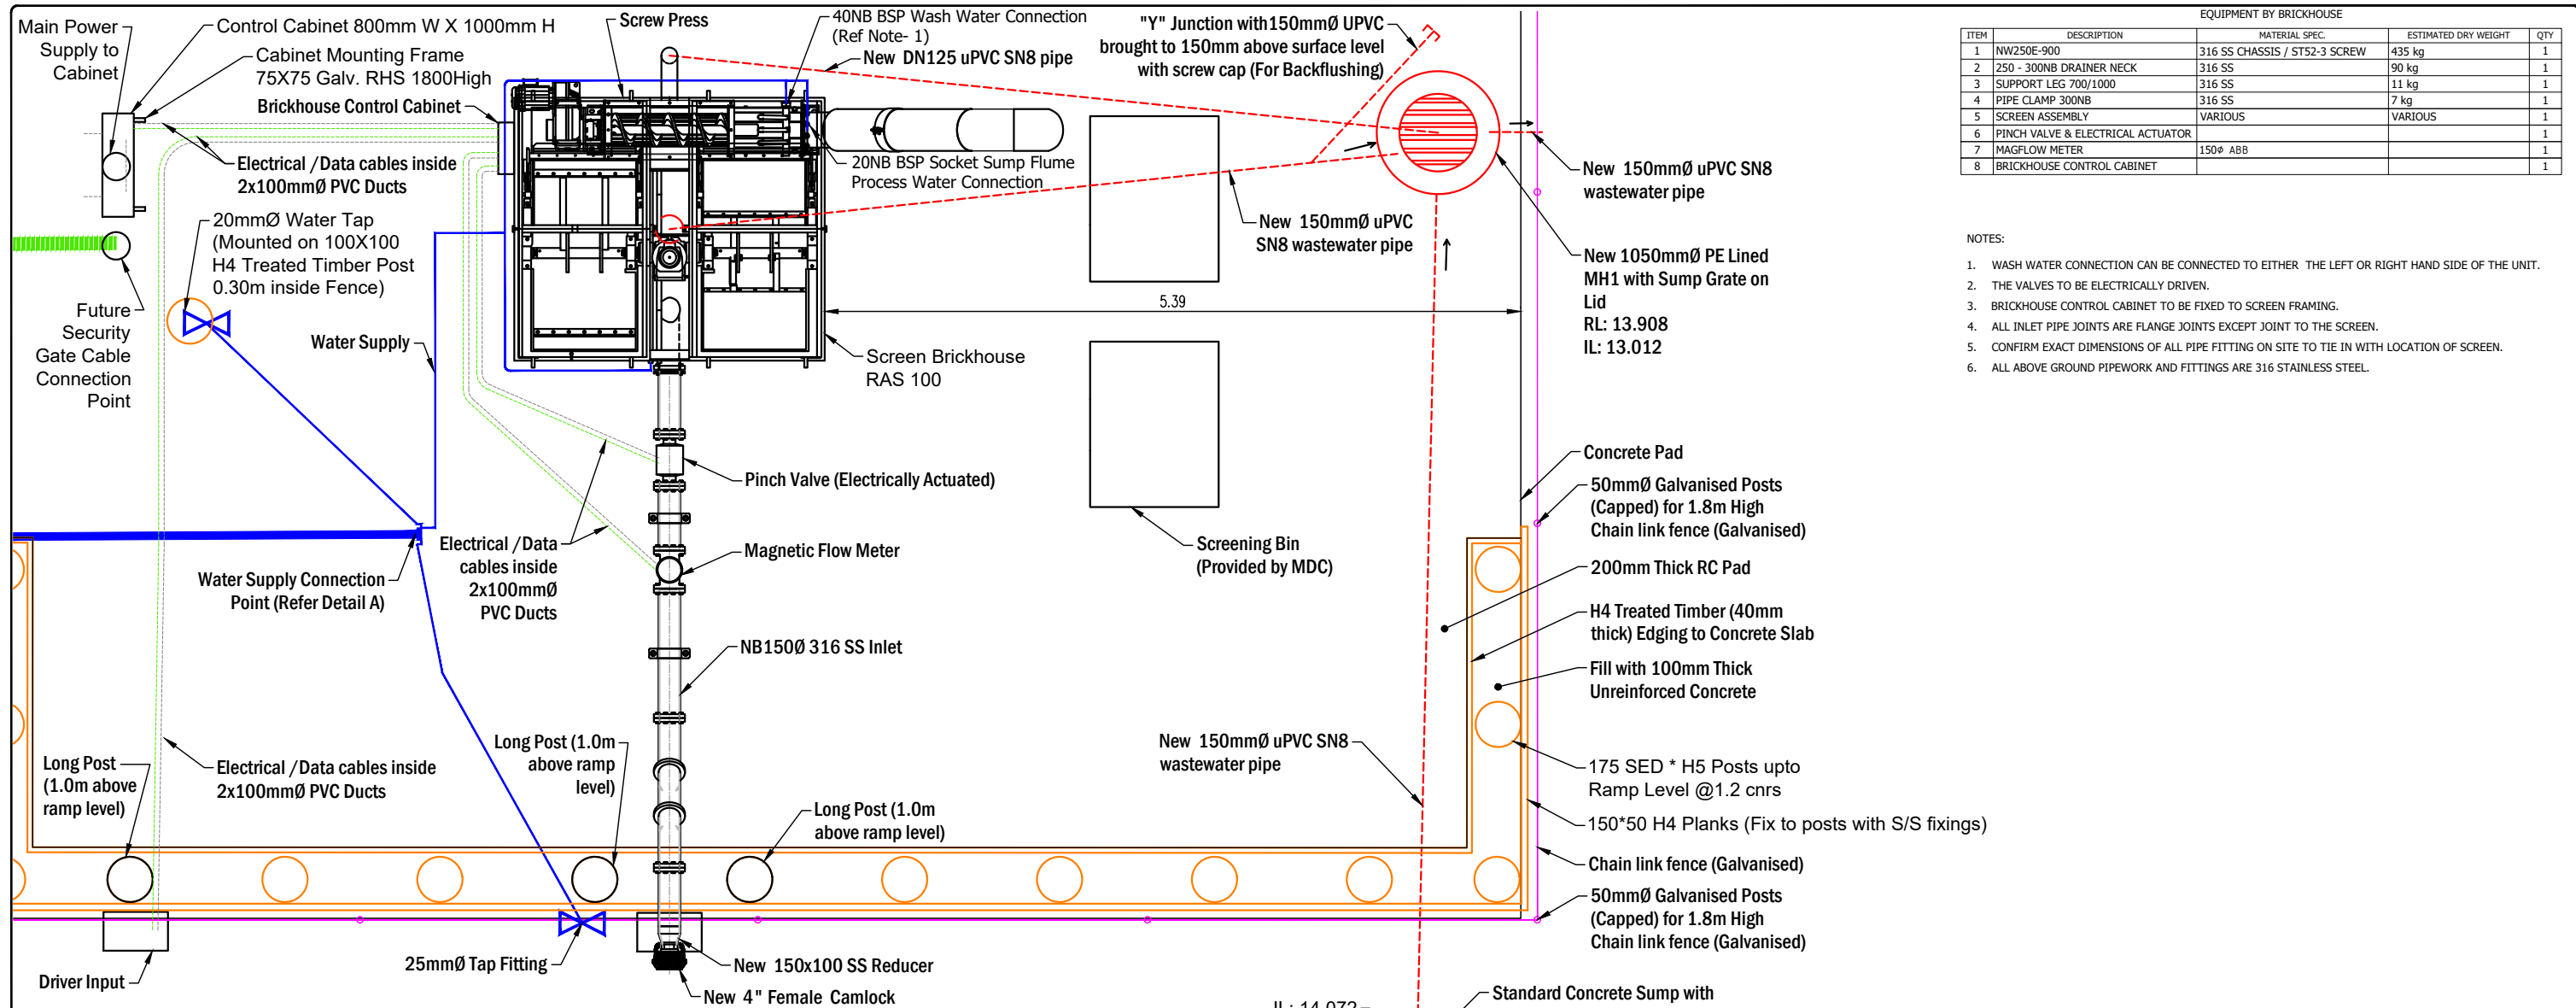 Main Power
Supply to
Cabinet
Control Cabinet 800mm W X 1000mm H
Cabinet Mounting Frame
75X75 Galv. RHS 1800High
Brickhouse Control Cabinet
Screw Press
40NB BSP Wash Water Connection
(Ref Note- 1)
New DN125 uPVC SN8 pipe
"Y" Junction with150mmØ UPVC
brought to 150mm above surface level
with screw cap (For Backflushing)
Electrical /Data cables inside
2x100mmØ PVC Ducts
20mmØ Water Tap
(Mounted on 100X100
H4 Treated Timber Post
0.30m inside Fence)
Future
Security
Gate Cable
Connection
Point
Water Supply
20NB BSP Socket Sump Flume
Process Water Connection
New 150mmØ uPVC
SN8 wastewater pipe
New 150mmØ uPVC SN8
wastewater pipe
New 1050mmØ PE Lined
MH1 with Sump Grate on
Lid
RL: 13.908
IL: 13.012
5.39
Screen Brickhouse
RAS 100
Pinch Valve (Electrically Actuated)
Electrical /Data
cables inside
2x100mmØ
PVC Ducts
Magnetic Flow Meter
Water Supply Connection
Point (Refer Detail A)
Screening Bin
(Provided by MDC)
NB150Ø 316 SS Inlet
Concrete Pad
50mmØ Galvanised Posts
(Capped) for 1.8m High
Chain link fence (Galvanised)
200mm Thick RC Pad
H4 Treated Timber (40mm
thick) Edging to Concrete Slab
Fill with 100mm Thick
Unreinforced Concrete
175 SED * H5 Posts upto
Ramp Level @1.2 cnrs
150*50 H4 Planks (Fix to posts with S/S fixings)
Chain link fence (Galvanised)
50mmØ Galvanised Posts
(Capped) for 1.8m High
Chain link fence (Galvanised)
Long Post
(1.0m above
ramp level)
Electrical /Data cables inside
2x100mmØ PVC Ducts
Long Post (1.0m
above ramp
level)
Long Post (1.0m
above ramp level)
New 150mmØ uPVC SN8
wastewater pipe
Driver Input
25mmØ Tap Fitting
New 150x100 SS Reducer
New 4" Female Camlock
IL: 14.072
Standard Concrete Sump with
EQUIPMENT BY BRICKHOUSE
ITEM DESCRIPTION MATERIAL SPEC. ESTIMATED DRY WEIGHT QTY
1 NW250E-900 316 SS CHASSIS / ST52-3 SCREW 435 kg 1
2 250 - 300NB DRAINER NECK 316 SS 90 kg 1
3 SUPPORT LEG 700/1000 316 SS 11 kg 1
4 PIPE CLAMP 300NB 316 SS 7 kg 1
5 SCREEN ASSEMBLY VARIOUS VARIOUS 1
6 PINCH VALVE & ELECTRICAL ACTUATOR 1
7 MAGFLOW METER 150Ø ABB 1
8 BRICKHOUSE CONTROL CABINET 1
NOTES:
1. WASH WATER CONNECTION CAN BE CONNECTED TO EITHER THE LEFT OR RIGHT HAND SIDE OF THE UNIT.
2. THE VALVES TO BE ELECTRICALLY DRIVEN.
3. BRICKHOUSE CONTROL CABINET TO BE FIXED TO SCREEN FRAMING.
4. ALL INLET PIPE JOINTS ARE FLANGE JOINTS EXCEPT JOINT TO THE SCREEN.
5. CONFIRM EXACT DIMENSIONS OF ALL PIPE FITTING ON SITE TO TIE IN WITH LOCATION OF SCREEN.
6. ALL ABOVE GROUND PIPEWORK AND FITTINGS ARE 316 STAINLESS STEEL.